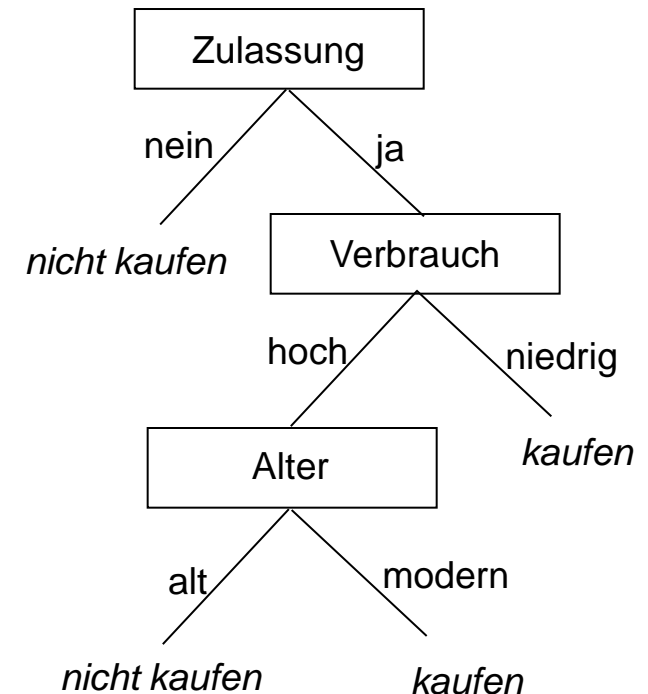 Zulassung
nein
ja
nicht kaufen
Verbrauch
hoch
niedrig
Alter
kaufen
alt
modern
nicht kaufen
kaufen